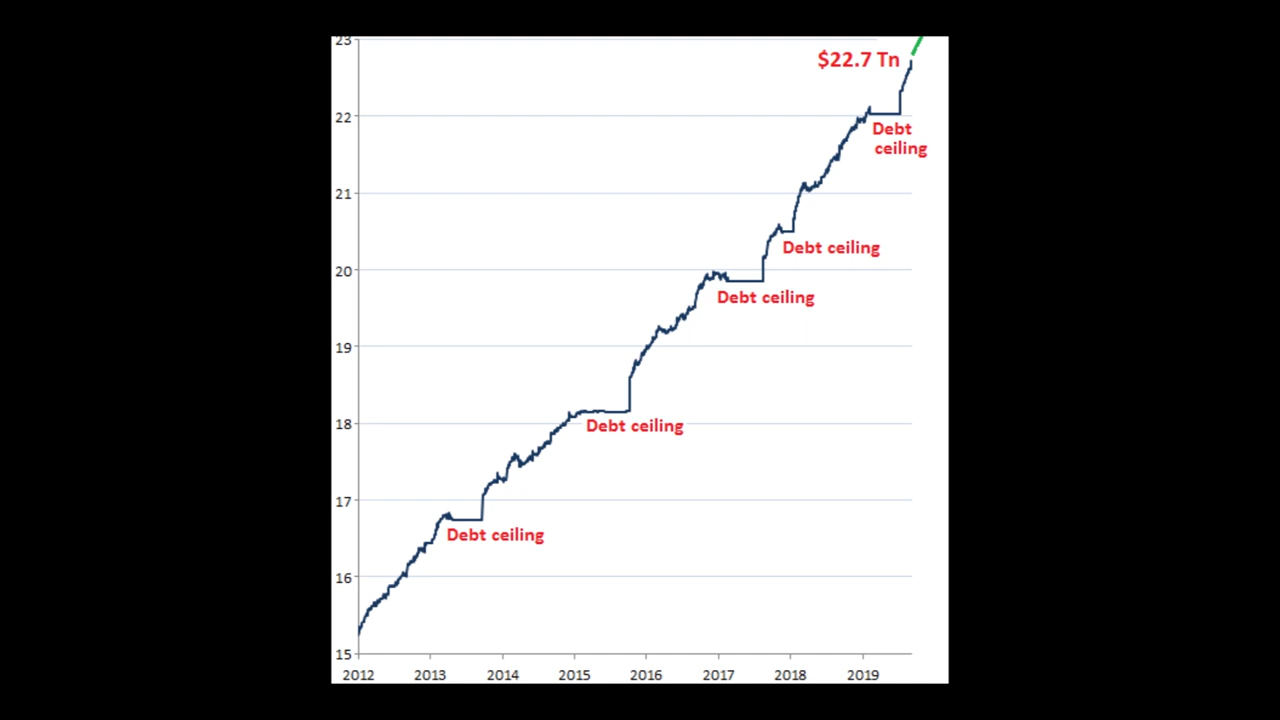 23
$22.7 Tn
22
Debt
ceiling
21
Debt ceiling
20
Debt ceiling
19
18
Debt ceiling
17
Debt ceiling
16
15
2012 2013 2014 2015 2016 2017 2018 2019